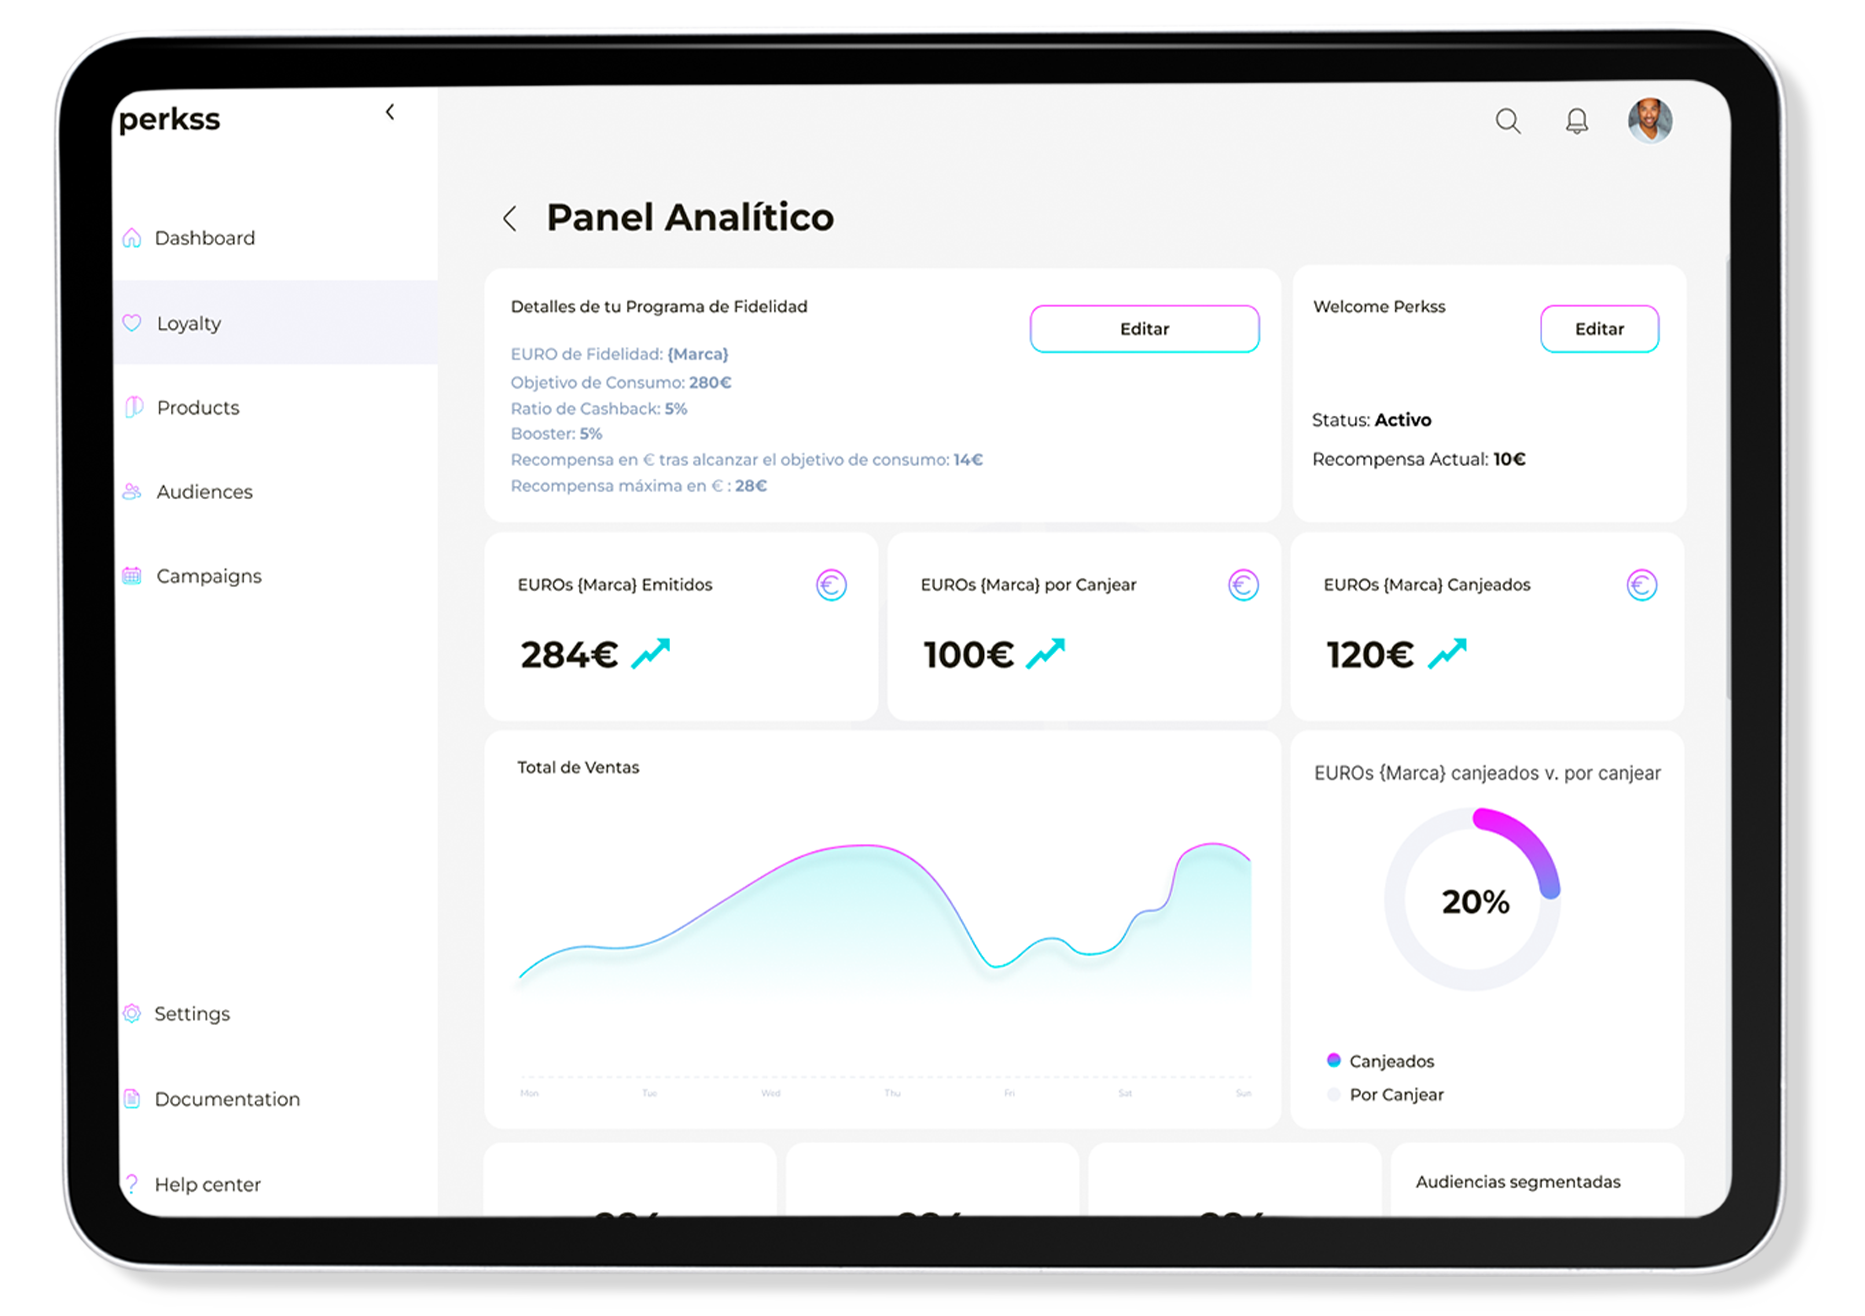 perkss
Dashboard
Loyalty
Products
Audiences
Campaigns
Settings
Documentation
Help center
Panel Analítico
Detalles de tu Programa de Fidelidad
Editar
EURO de Fidelidad: {Marca}
Objetivo de Consumo: 280€
Ratio de Cashback: 5%
Booster: 5%
Recompensa en € tras alcanzar el objetivo de consumo: 14€
Recompensa máxima en € : 28€
Welcome Perkss
Editar
Status: Activo
Recompensa Actual: 10€
EUROs {Marca} Emitidos
284€
EUROs {Marca} por Canjear
100€
EUROs {Marca} Canjeados
120€
Total de Ventas
Mon Tue Wed Thu Fri Sat Sun
EUROs {Marca} canjeados v. por canjear
20%
Canjeados
Por Canjear
Audiencias segmentadas